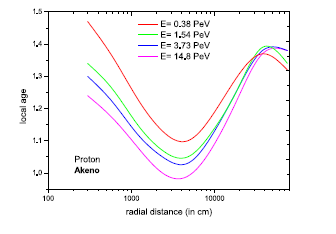 1.5
1.4
1.3
1.2
1.1
1.0
local age
E= 0.38 PeV
E= 1.54 PeV
E= 3.73 PeV
E= 14.8 PeV
Proton
Akeno
100
1000
10000
radial distance (in cm)